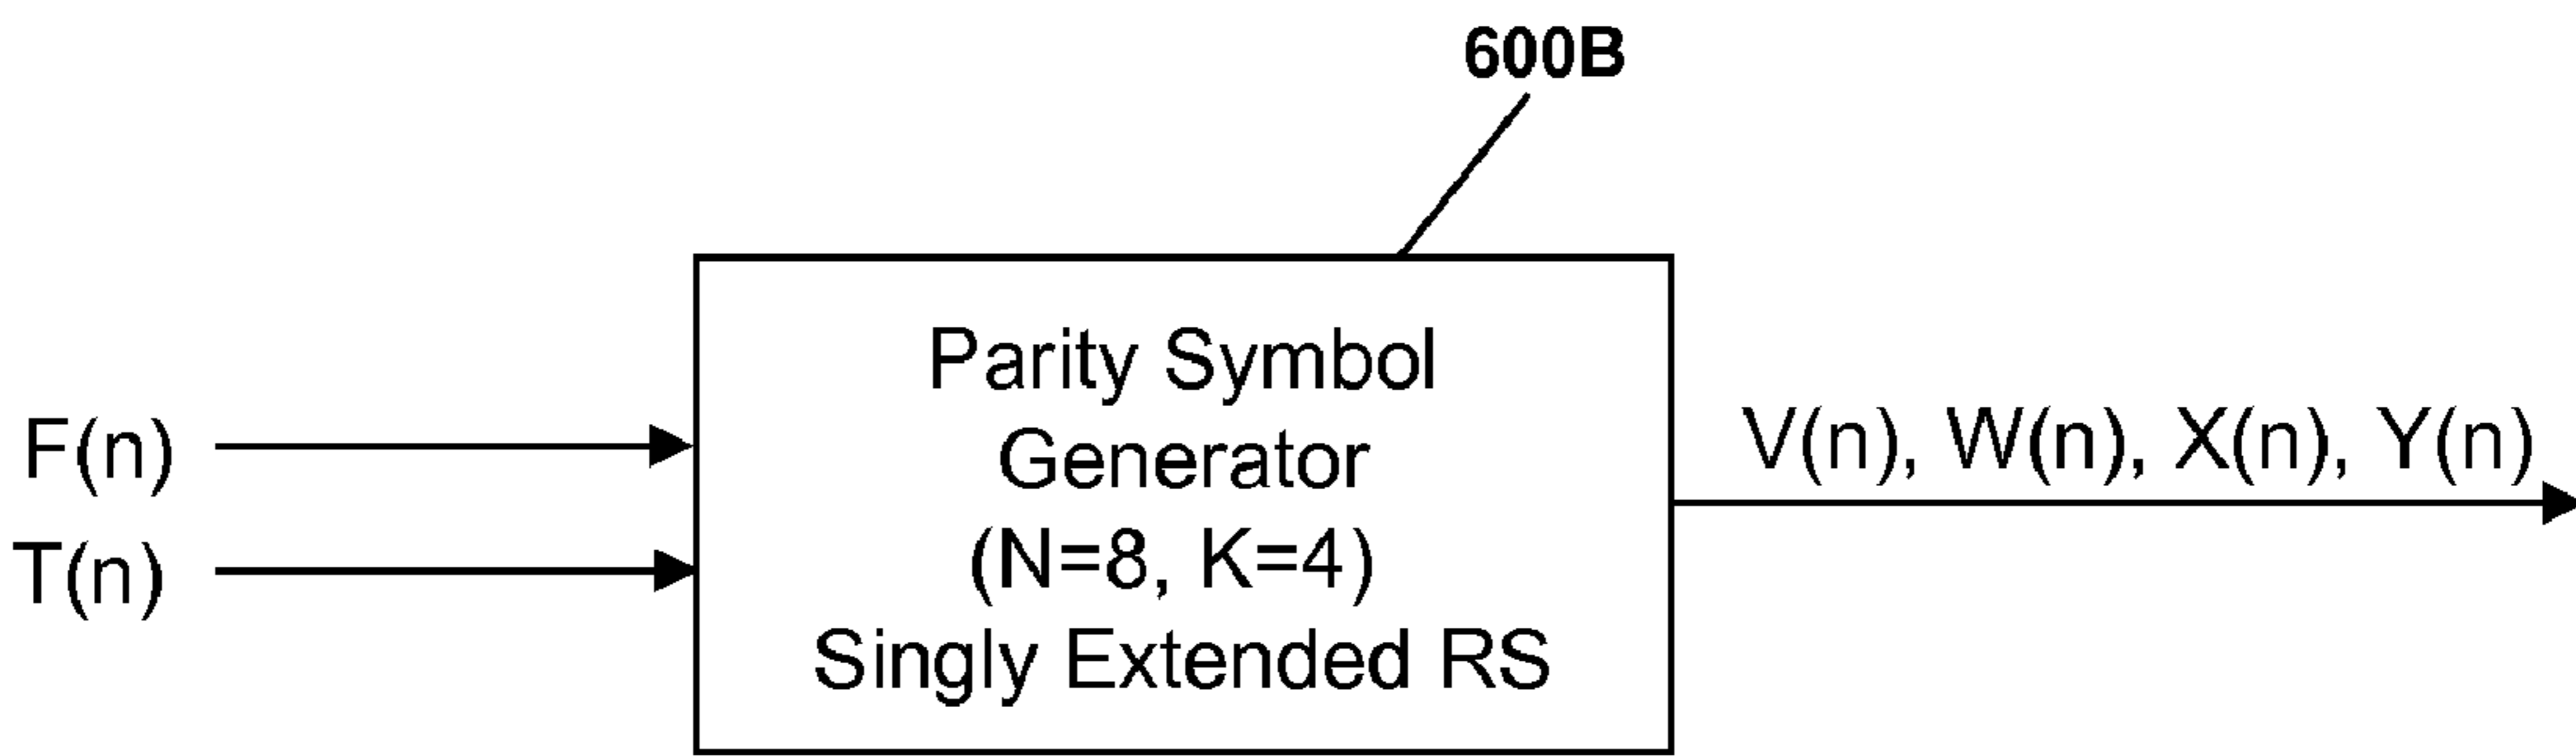 600B
Parity Symbol
Generator
(N=8, K=4)
Singly Extended RS
F(n)
T(n)
V(n), W(n), X(n), Y(n)